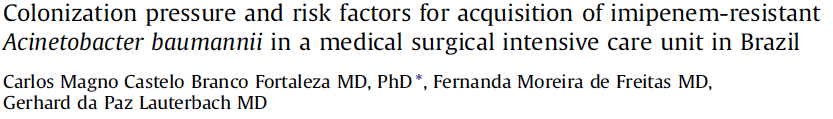 Colonization pressure and risk factors for acquisition of imipenem-resistant
Acinetobacter baumannii in a medical surgical intensive care unit in Brazil
Carlos Magno Castelo Branco Fortaleza MD, PhD*, Fernanda Moreira de Freitas MD,
Gerhard da Paz Lauterbach MD